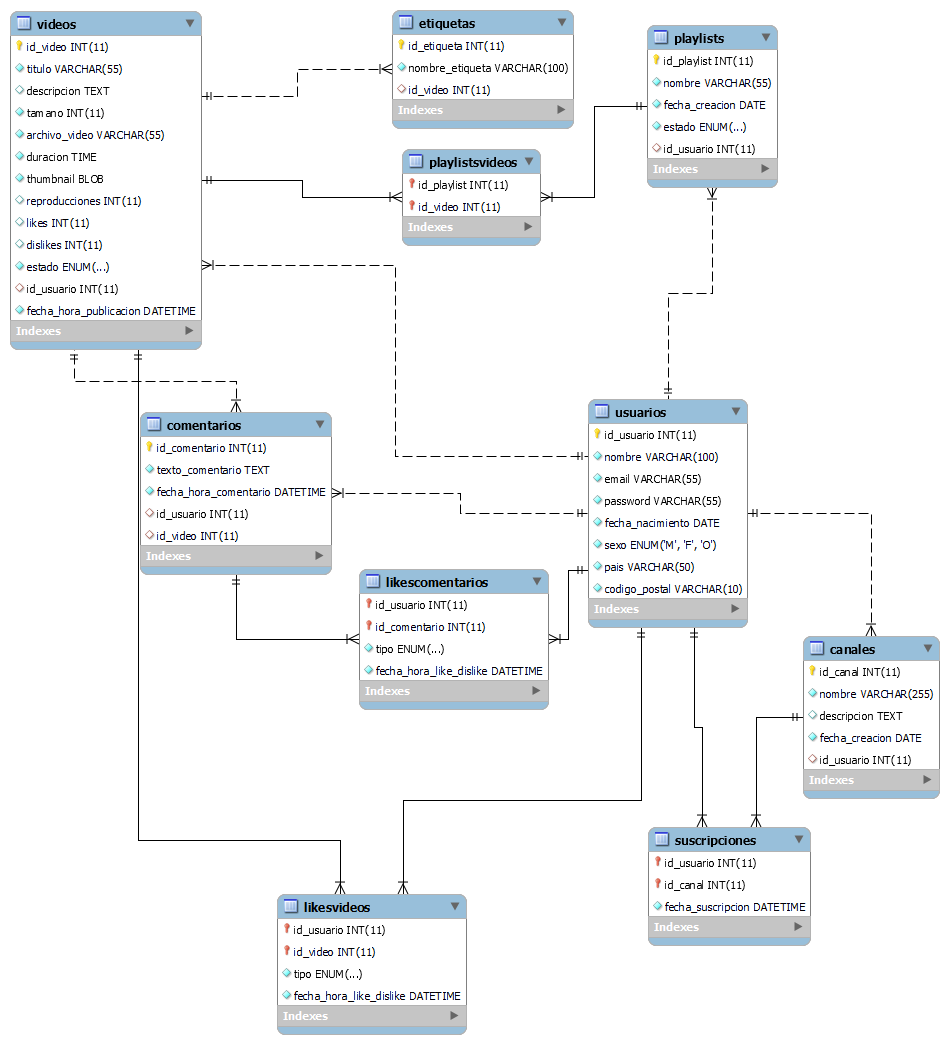 videos
id_video INT(11)
titulo VARCHAR(55)
descripcion TEXT
tamano INT(11)
archivo_video VARCHAR(55)
duracion TIME
thumbnail BLOB
reproducciones INT(11)
likes INT(11)
dislikes INT(11)
estado ENUM(...)
id_usuario INT(11)
fecha_hora_publicacion DATETIME
Indexes
etiquetas
id_etiqueta INT(11)
nombre_etiqueta VARCHAR(100)
id_video INT(11)
Indexes
playlists
id_playlist INT(11)
nombre VARCHAR(55)
fecha_creacion DATE
estado ENUM(...)
id_usuario INT(11)
Indexes
playlistsvideos
id_playlist INT(11)
id_video INT(11)
Indexes
comentarios
id_comentario INT(11)
texto_comentario TEXT
fecha_hora_comentario DATETIME
id_usuario INT(11)
id_video INT(11)
Indexes
usuarios
id_usuario INT(11)
nombre VARCHAR(100)
email VARCHAR(55)
password VARCHAR(55)
fecha_nacimiento DATE
sexo ENUM('M', 'F', 'O')
pais VARCHAR(50)
codigo_postal VARCHAR(10)
Indexes
likescomentarios
id_usuario INT(11)
id_comentario INT(11)
tipo ENUM(...)
fecha_hora_like_dislike DATETIME
Indexes
canales
id_canal INT(11)
nombre VARCHAR(255)
descripcion TEXT
fecha_creacion DATE
id_usuario INT(11)
Indexes
suscripciones
id_usuario INT(11)
id_canal INT(11)
fecha_suscripcion DATETIME
Indexes
likesvideos
id_usuario INT(11)
id_video INT(11)
tipo ENUM(...)
fecha_hora_like_dislike DATETIME
Indexes